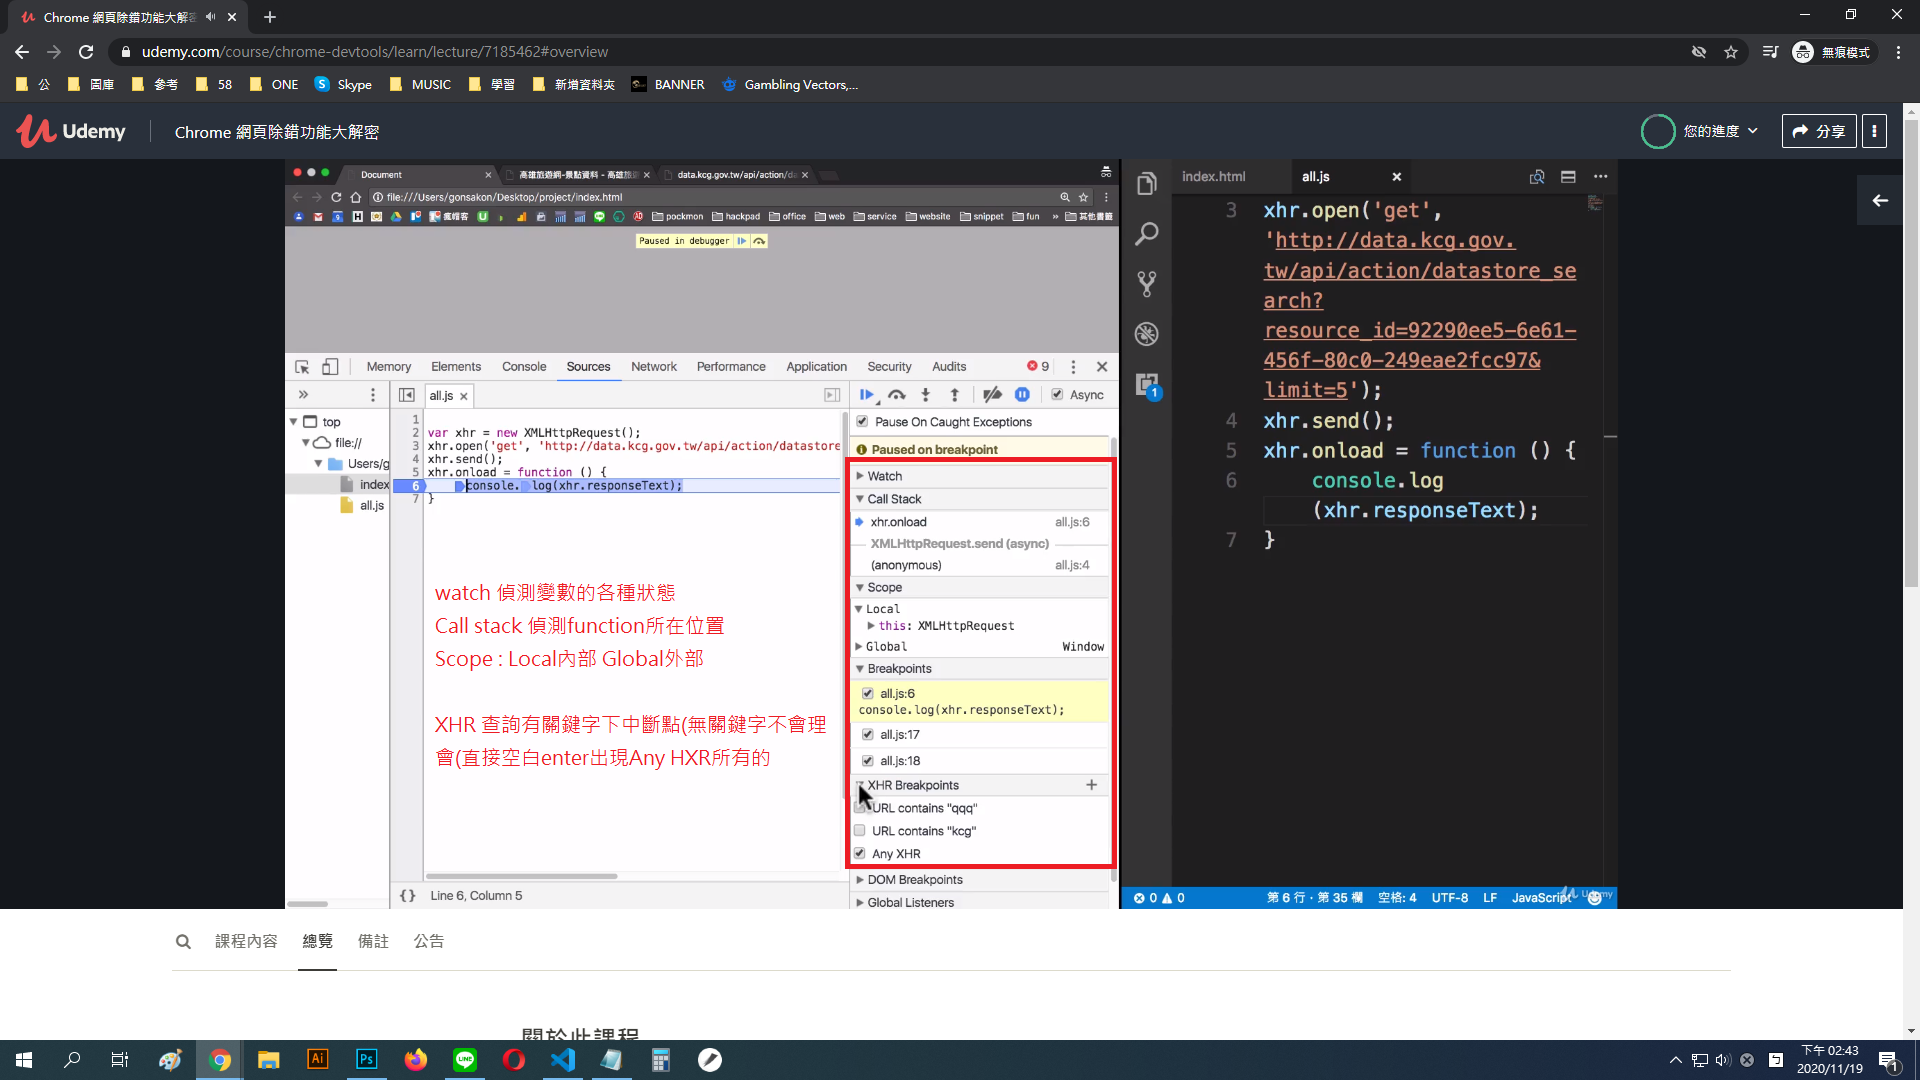 Chrome 網頁除錯功能大解密
udemy.com/course/chrome-devtools/learn/lecture/7185462#overview
無痕模式
公
圖庫
參考
58
ONE
Skype
MUSIC
學習
新增資料夾
BANNER
Gambling Vectors,...
Udemy
Chrome 網頁除錯功能大解密
您的進度
分享
Document
高雄旅遊網-景點資料 - 高雄旅遊
data.kcg.gov.tw/api/action/da
file:///Users/gonsakon/Desktop/project/index.html
瘋帽客
pockmon
hackpad
office
web
service
website
snippet
fun
»
其他書籤
Paused in debugger
Memory
Elements
Console
Sources
Network
Performance
Application
Security
Audits
9
»
all.js
Async
top
file://
Users/g
index
all.js
1
2 var xhr = new XMLHttpRequest();
3 xhr.open('get', 'http://data.kcg.gov.tw/api/action/datastore
4 xhr.send();
5 xhr.onload = function () {
6 console.log(xhr.responseText);
7 }
watch 偵測變數的各種狀態
Call stack 偵測function所在位置
Scope : Local內部 Global外部
XHR 查詢有關鍵字下中斷點(無關鍵字不會理
會(直接空白enter出現Any HXR所有的
{ } Line 6, Column 5
Pause On Caught Exceptions
Paused on breakpoint
Watch
Call Stack
xhr.onload all.js:6
XMLHttpRequest.send (async)
(anonymous) all.js:4
Scope
Local
this: XMLHttpRequest
Global Window
Breakpoints
all.js:6
console.log(xhr.responseText);
all.js:17
all.js:18
XHR Breakpoints +
URL contains "qqq"
URL contains "kcg"
Any XHR
DOM Breakpoints
Global Listeners
index.html
all.js
1
3 xhr.open('get',
'http://data.kcg.gov.
tw/api/action/datastore_se
arch?
resource_id=92290ee5-6e61-
456f-80c0-249eae2fcc97&
limit=5');
4 xhr.send();
5 xhr.onload = function () {
6 console.log
(xhr.responseText);
7 }
0 0
第 6 行，第 35 欄
空格: 4
UTF-8
LF
JavaScript
Udemy
課程內容
總覽
備註
公告
關於此課程
Ai
Ps
下午 02:43
2020/11/19
1